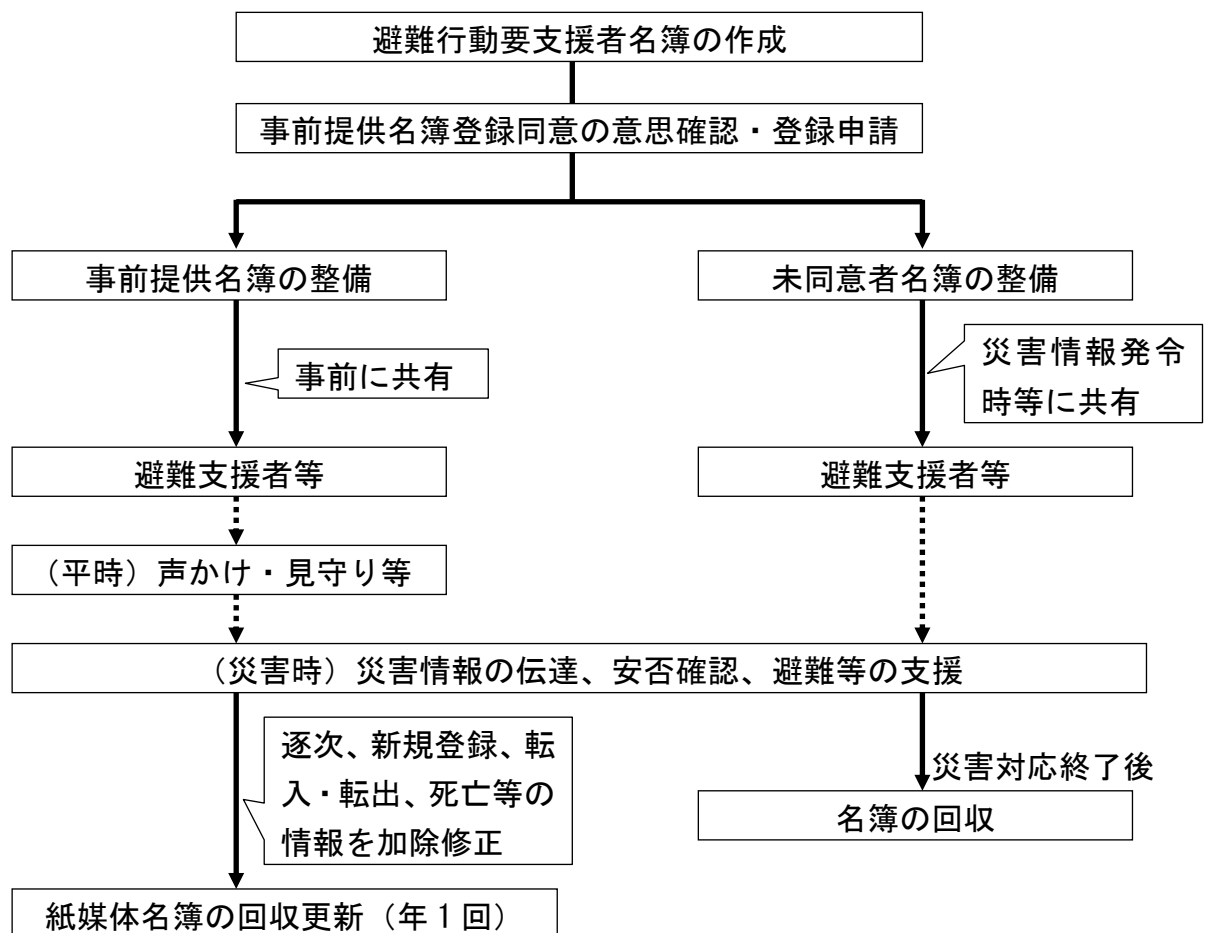 避難行動要支援者名簿の作成
事前提供名簿登録同意の意思確認・登録申請
事前提供名簿の整備
未同意者名簿の整備
事前に共有
災害情報発令
時等に共有
避難支援者等
避難支援者等
（平時）声かけ・見守り等
（災害時）災害情報の伝達、安否確認、避難等の支援
逐次、新規登録、転
入・転出、死亡等の
情報を加除修正
災害対応終了後
名簿の回収
紙媒体名簿の回収更新（年１回）